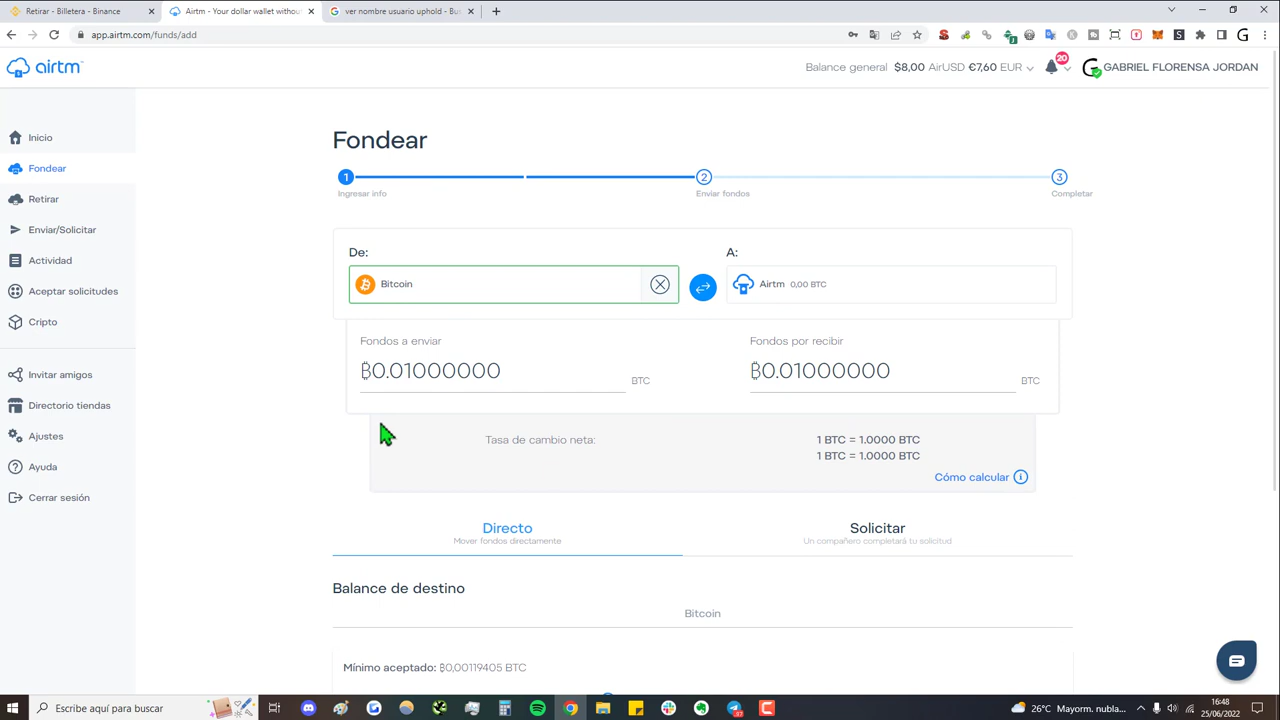 Retirar - Billetera - Binance
Airtm - Your dollar wallet withou
ver nombre usuario uphold - Bu
app.airtm.com/funds/add
airtm
Balance general $8,00 AirUSD €7,60 EUR
20
GABRIEL FLORENSA JORDAN
Inicio
Fondear
Retirar
Enviar/Solicitar
Actividad
Aceptar solicitudes
Cripto
Invitar amigos
Directorio tiendas
Ajustes
Ayuda
Cerrar sesión
Fondear
1
2
3
Ingresar info
Enviar fondos
Completar
De:
A:
Bitcoin
Airtm 0,00 BTC
Fondos a enviar
Fondos por recibir
₿0.01000000
BTC
₿0.01000000
BTC
Tasa de cambio neta:
1 BTC = 1.0000 BTC
1 BTC = 1.0000 BTC
Cómo calcular
Directo
Mover fondos directamente
Solicitar
Un compañero completará tu solicitud
Balance de destino
Bitcoin
Mínimo aceptado: ₿0,00119405 BTC
Escribe aquí para buscar
26°C Mayorm. nubla...
16:48
25/06/2022